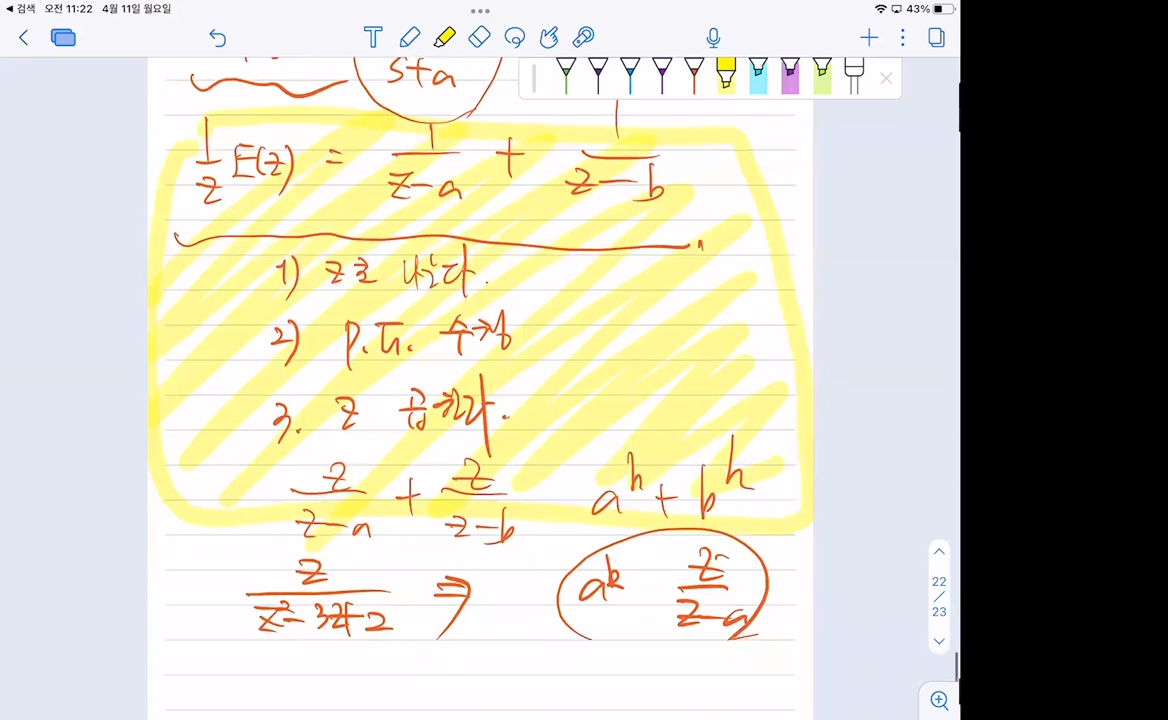 검색 오전 11:22 4월 11일 월요일 43%
s+a
1/z E(z) = 1/(z-a) + 1/(z-b)
1) z로 나눈다.
2) P.F. 수행
3. z 곱하라.
z/(z-a) + z/(z-b) a^n + b^n
z/(z²-3z+2) ⇒ a^k z/(z-a)
22
23